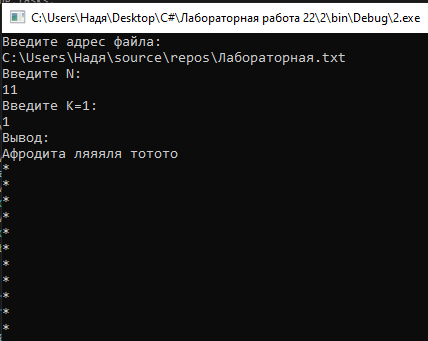 C:\Users\Надя\Desktop\C#\Лабораторная работа 22\2\bin\Debug\2.exe
Введите адрес файла:
C:\Users\Надя\source\repos\Лабораторная.txt
Введите N:
11
Введите K=1:
1
Вывод:
Афродита ляяяля тотото
*
*
*
*
*
*
*
*
*
*
*